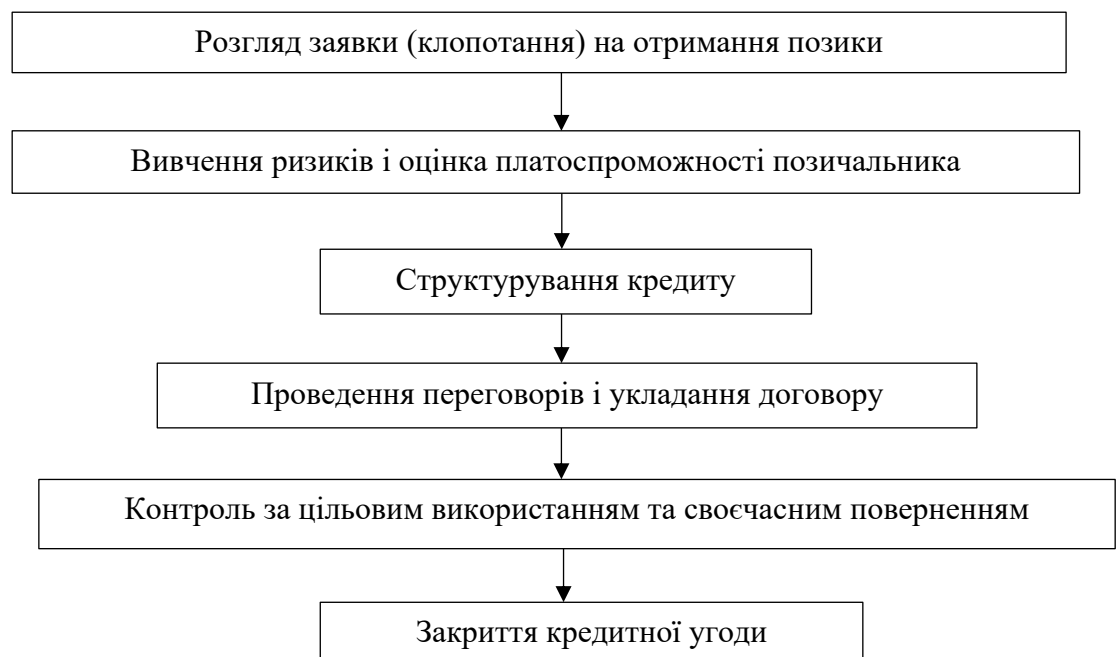 Розгляд заявки (клопотання) на отримання позики
Вивчення ризиків і оцінка платоспроможності позичальника
Структурування кредиту
Проведення переговорів і укладання договору
Контроль за цільовим використанням та своєчасним поверненням
Закриття кредитної угоди